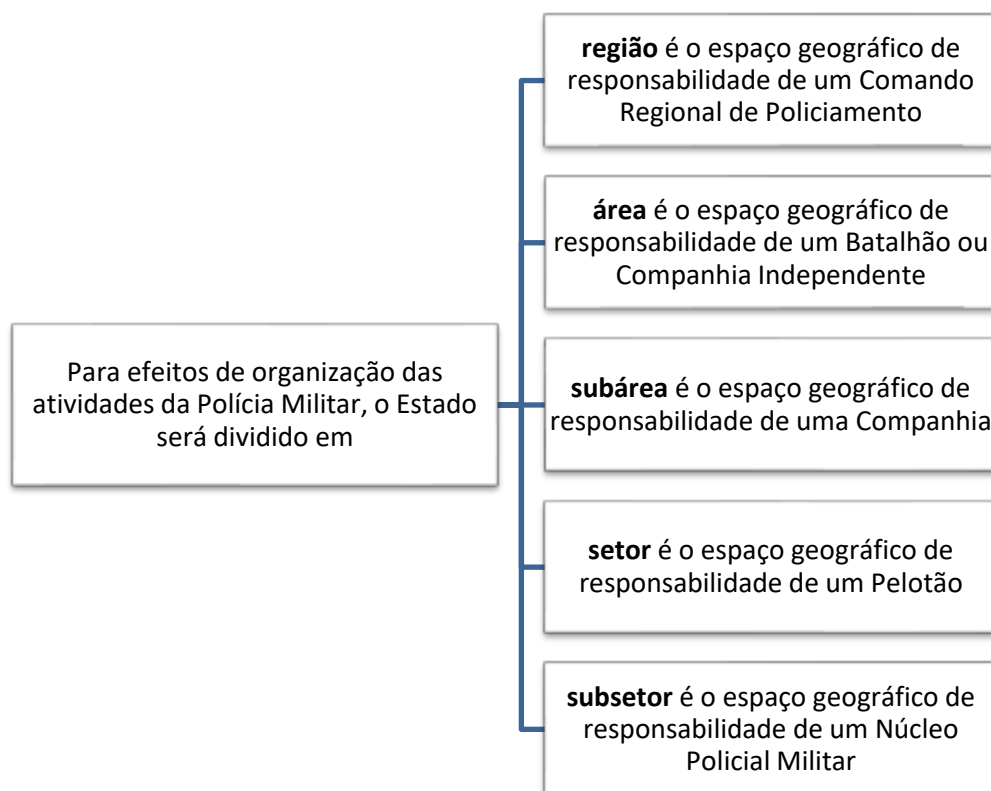 região é o espaço geográfico de
responsabilidade de um Comando
Regional de Policiamento
área é o espaço geográfico de
responsabilidade de um Batalhão ou
Companhia Independente
Para efeitos de organização das
atividades da Polícia Militar, o Estado
será dividido em
subárea é o espaço geográfico de
responsabilidade de uma Companhia
setor é o espaço geográfico de
responsabilidade de um Pelotão
subsetor é o espaço geográfico de
responsabilidade de um Núcleo
Policial Militar